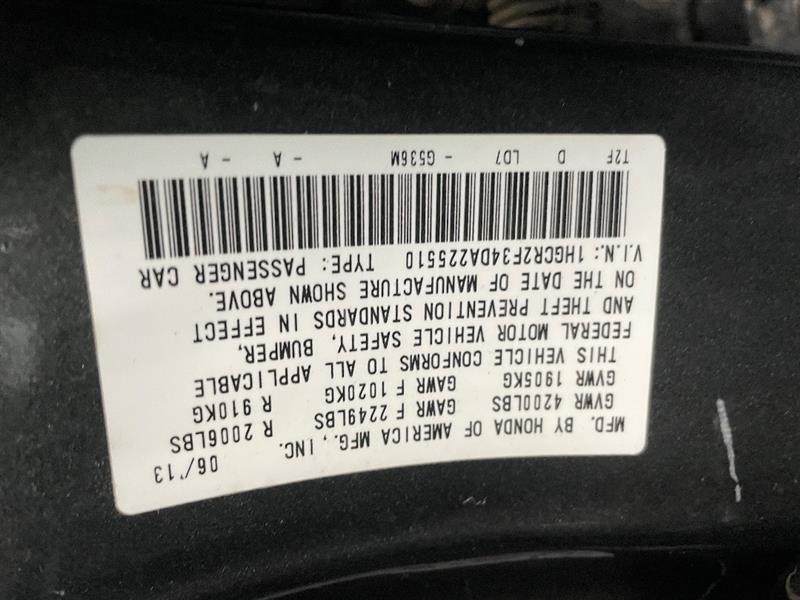 MFD. BY HONDA OF AMERICA MFG., INC. 06/'13
GVWR 4200LBS GAWR F 2249LBS R 2006LBS
GVWR 1905KG GAWR F 1020KG R 910KG
THIS VEHICLE CONFORMS TO ALL APPLICABLE
FEDERAL MOTOR VEHICLE SAFETY, BUMPER,
AND THEFT PREVENTION STANDARDS IN EFFECT
ON THE DATE OF MANUFACTURE SHOWN ABOVE.
V.I.N.: 1HGCR2F34DA225510 TYPE: PASSENGER CAR
T2F D LD7 - G536M - A - A